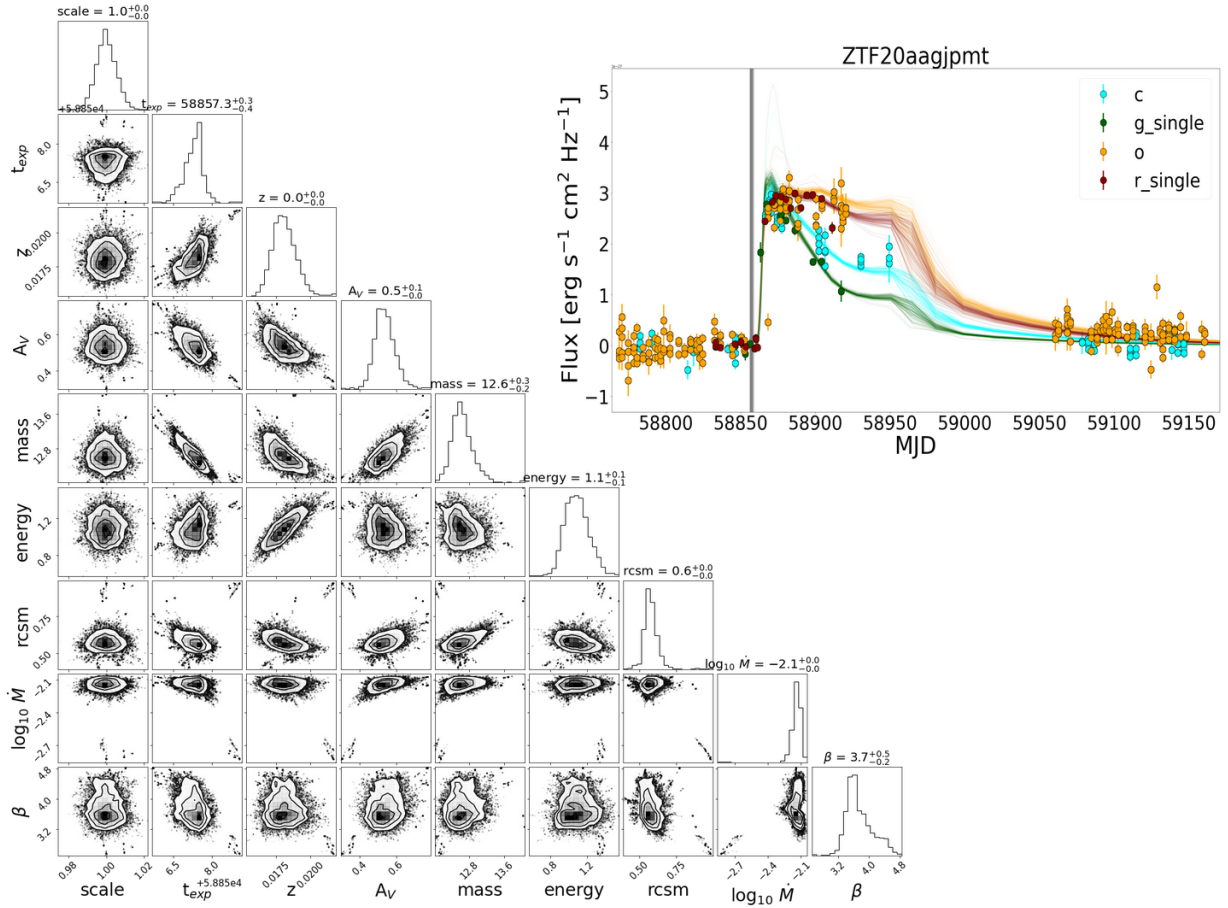 scale = 1.0+0.0 −0.0
+5.885e4
t_exp = 58857.3+0.3 −0.4
z = 0.0+0.0 −0.0
A_V = 0.5+0.1 −0.0
mass = 12.6+0.3 −0.2
energy = 1.1+0.1 −0.1
rcsm = 0.6+0.0 −0.0
log10 Ṁ = −2.1+0.0 −0.0
β = 3.7+0.5 −0.2
t_exp
8.0
6.5
z
0.0200
0.0175
A_V
0.6
0.4
mass
13.6
12.8
energy
1.2
0.8
rcsm
0.75
0.50
log10 Ṁ
−2.1
−2.4
−2.7
β
4.8
4.0
3.2
0.98 1.00 1.02
6.5 8.0
0.0175 0.0200
0.4 0.6
12.8 13.6
0.8 1.2
0.50 0.75
−2.7 −2.4 −2.1
3.2 4.0 4.8
+5.885e4
scale t_exp z A_V mass energy rcsm log10 Ṁ β
ZTF20aagjpmt
Flux [erg s−1 cm2 Hz−1]
5
4
3
2
1
0
−1
c
g_single
o
r_single
58800 58850 58900 58950 59000 59050 59100 59150
MJD